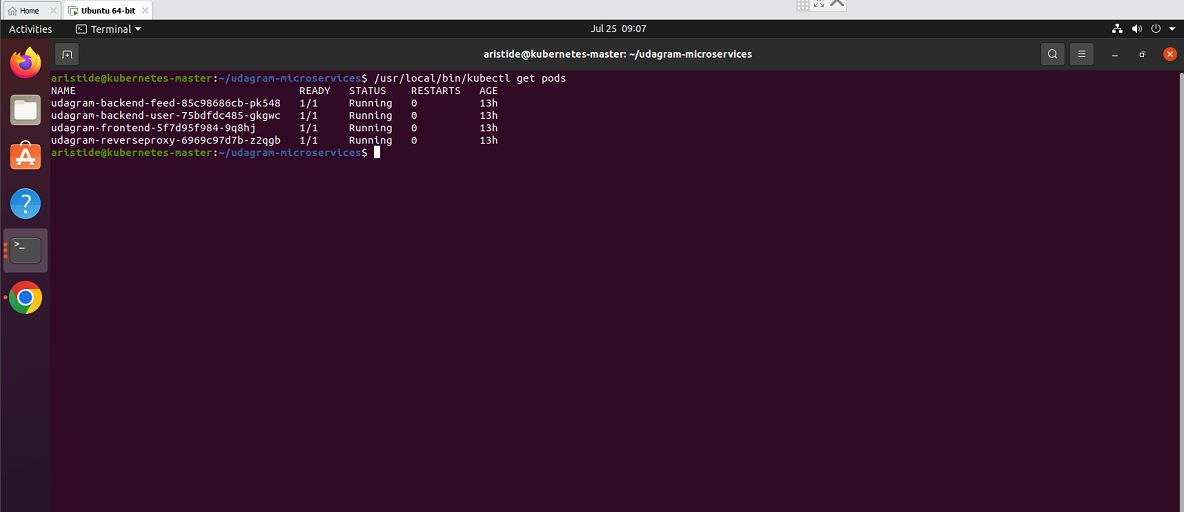 Home
Ubuntu 64-bit
Activities
Terminal
Jul 25 09:07
aristide@kubernetes-master: ~/udagram-microservices
aristide@kubernetes-master:~/udagram-microservices$ /usr/local/bin/kubectl get pods
NAME READY STATUS RESTARTS AGE
udagram-backend-feed-85c98686cb-pk548 1/1 Running 0 13h
udagram-backend-user-75bdfdc485-gkgwc 1/1 Running 0 13h
udagram-frontend-5f7d95f984-9q8hj 1/1 Running 0 13h
udagram-reverseproxy-6969c97d7b-z2qgb 1/1 Running 0 13h
aristide@kubernetes-master:~/udagram-microservices$